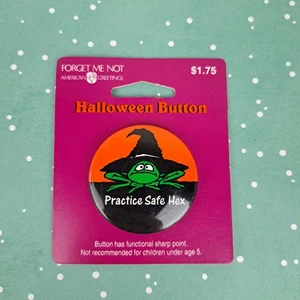 FORGET ME NOT
AMERICAN GREETINGS
$1.75
Halloween Button
Practice Safe Hex
Button has functional sharp point.
Not recommended for children under age 5.